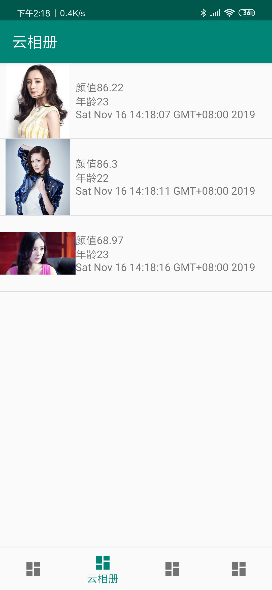 下午2:18 | 0.4K/s
36
云相册
颜值86.22
年龄23
Sat Nov 16 14:18:07 GMT+08:00 2019
颜值86.3
年龄22
Sat Nov 16 14:18:11 GMT+08:00 2019
颜值68.97
年龄23
Sat Nov 16 14:18:16 GMT+08:00 2019
云相册